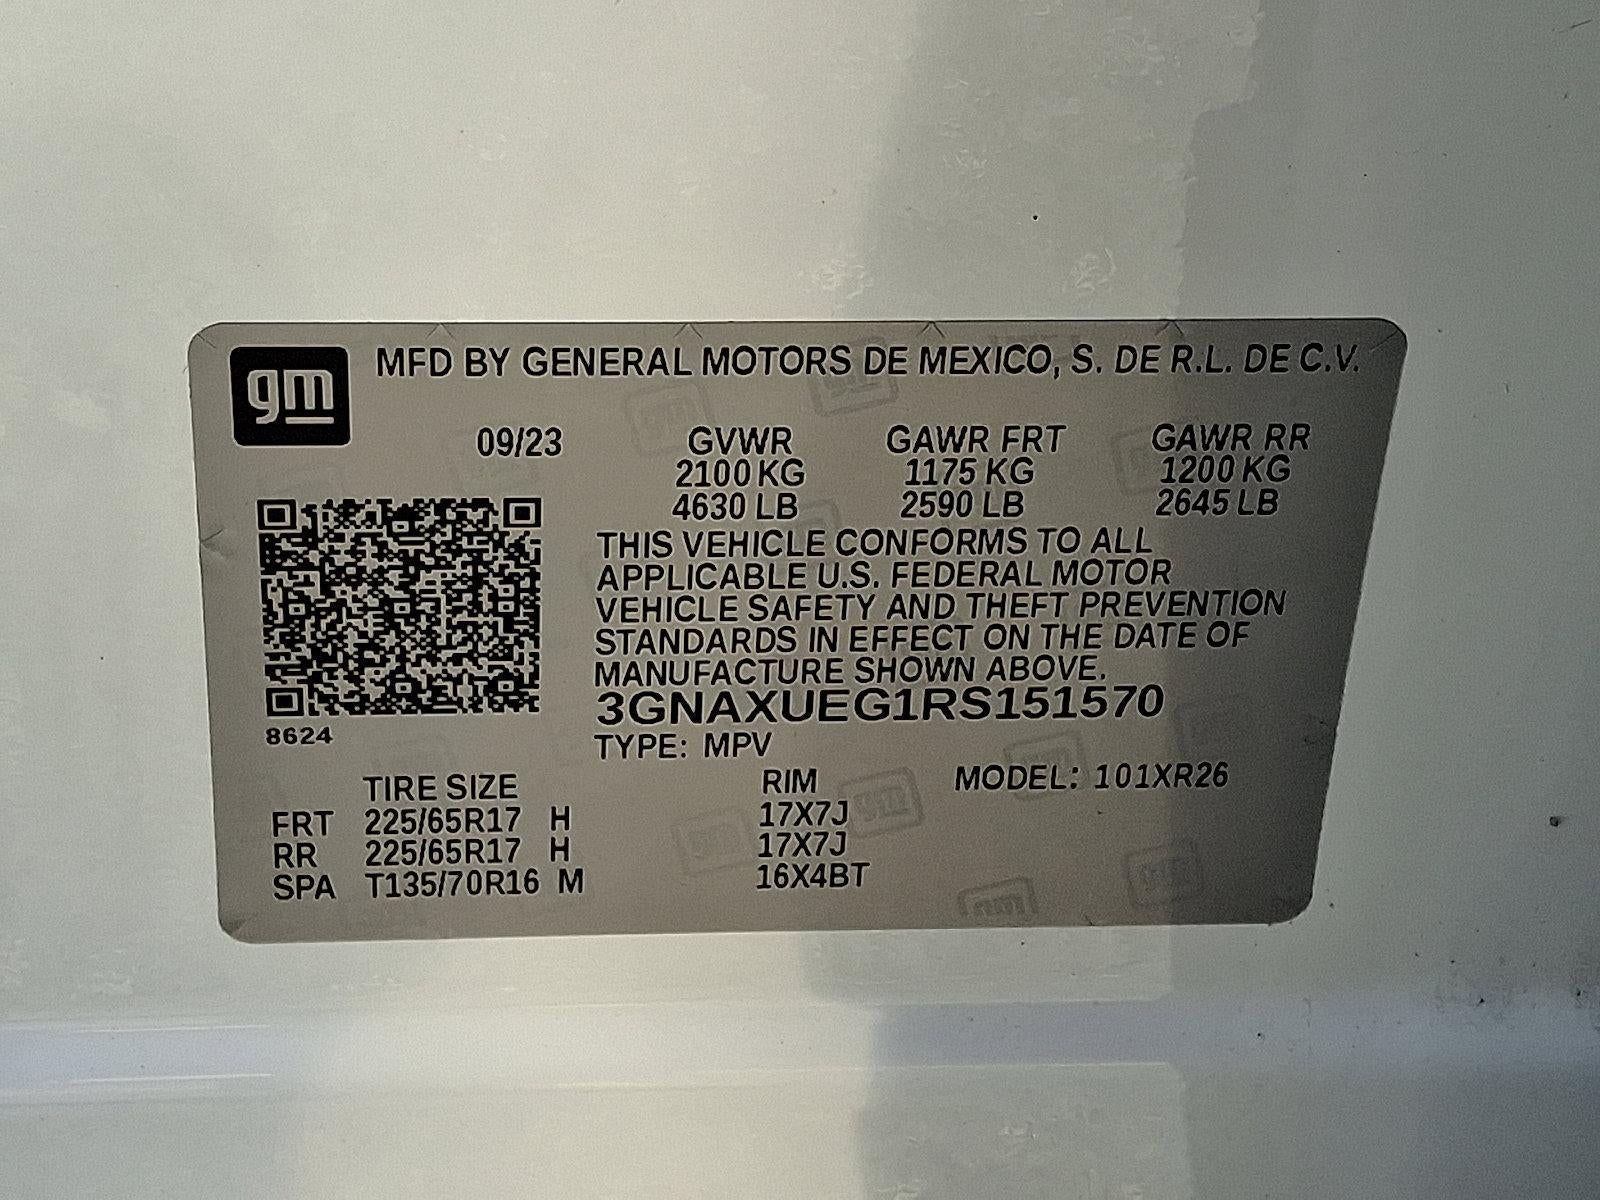 gm
MFD BY GENERAL MOTORS DE MEXICO, S. DE R.L. DE C.V.
09/23 GVWR GAWR FRT GAWR RR
2100 KG 1175 KG 1200 KG
4630 LB 2590 LB 2645 LB
THIS VEHICLE CONFORMS TO ALL
APPLICABLE U.S. FEDERAL MOTOR
VEHICLE SAFETY AND THEFT PREVENTION
STANDARDS IN EFFECT ON THE DATE OF
MANUFACTURE SHOWN ABOVE.
3GNAXUEG1RS151570
8624
TYPE: MPV
TIRE SIZE RIM MODEL: 101XR26
FRT 225/65R17 H 17X7J
RR 225/65R17 H 17X7J
SPA T135/70R16 M 16X4BT